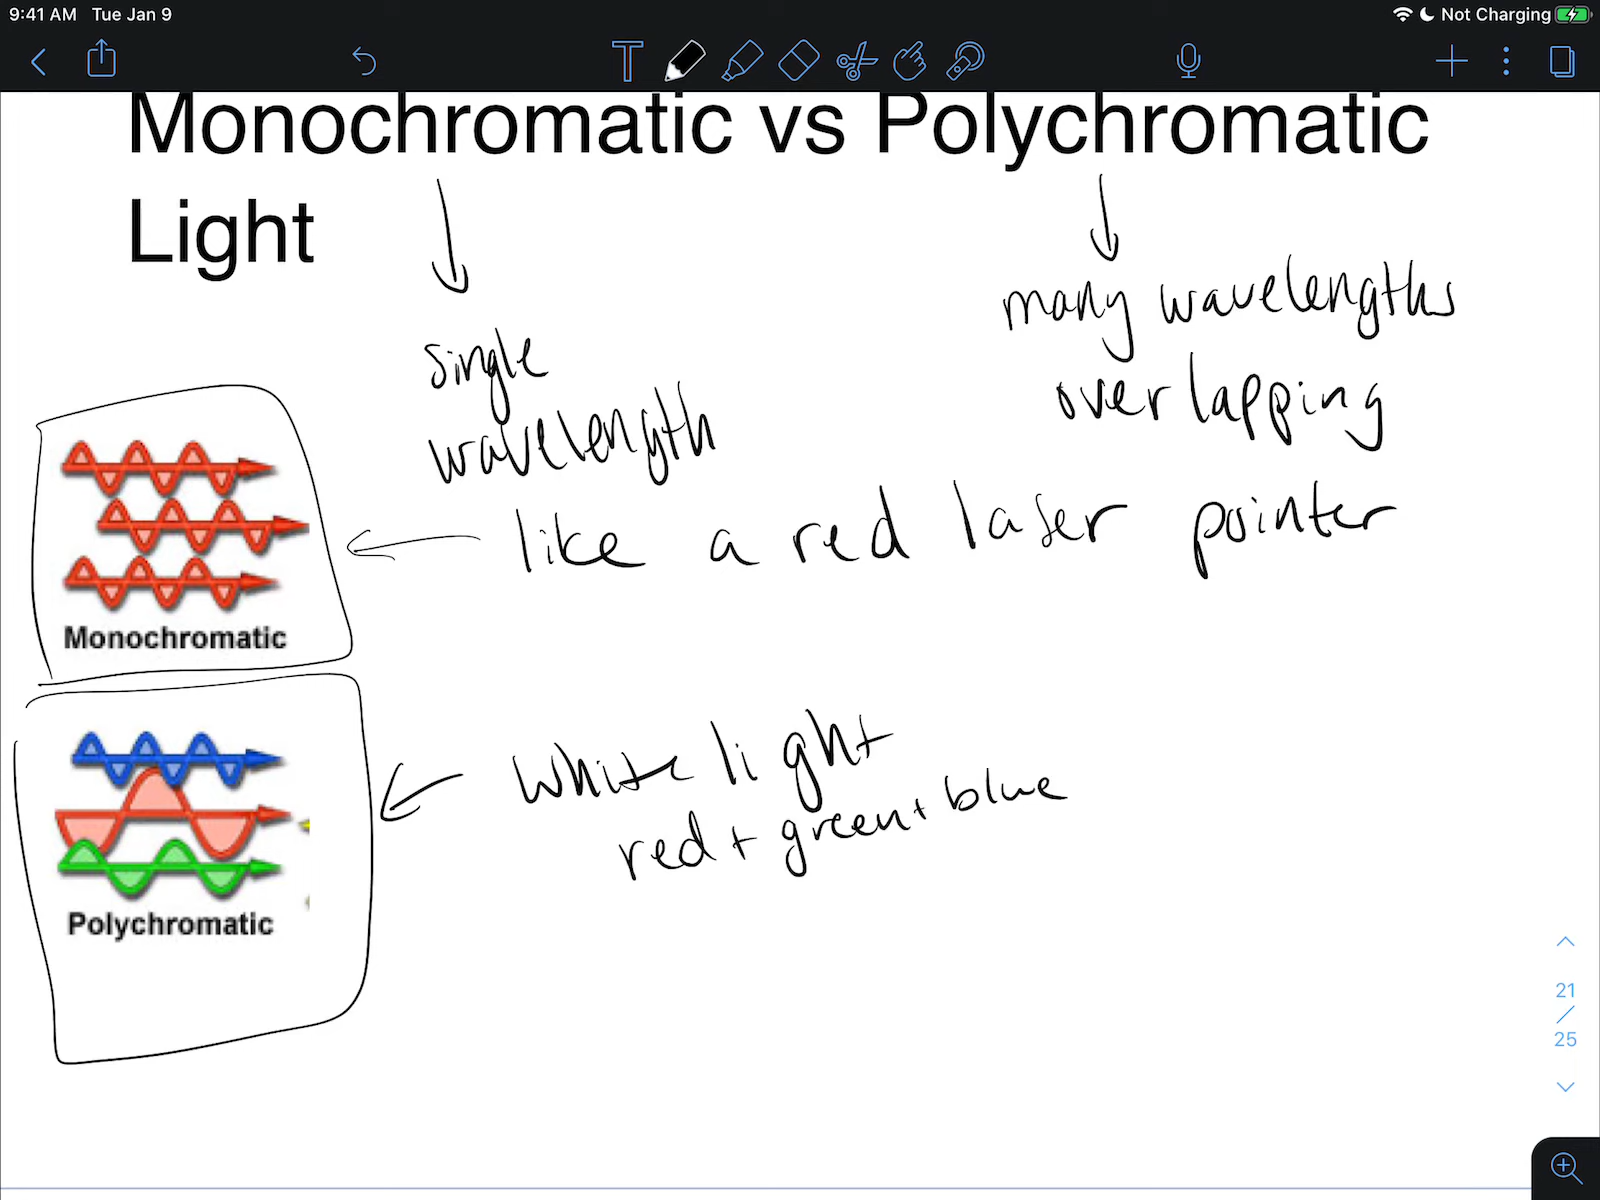 9:41 AM Tue Jan 9
Not Charging
Monochromatic vs Polychromatic
Light
single
wavelength
many wavelengths
overlapping
like a red laser pointer
Monochromatic
white light
red + green + blue
Polychromatic
21
/
25